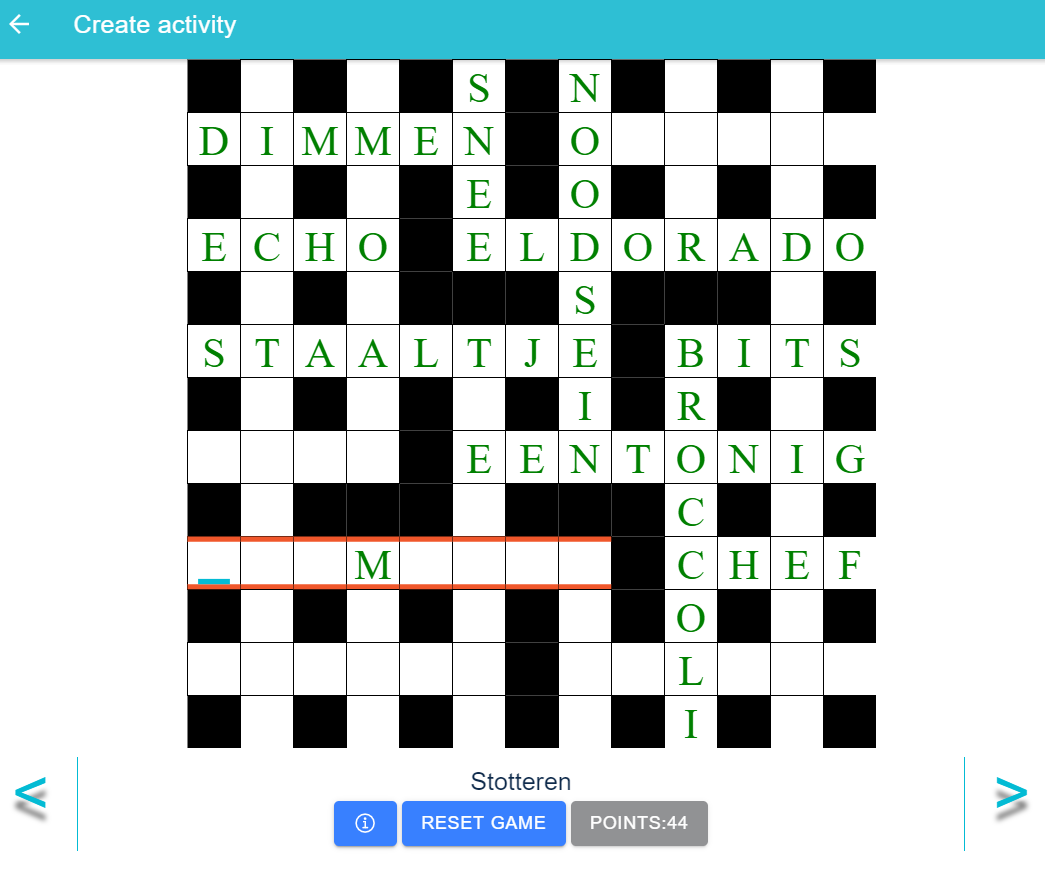 Create activity
S N
D I M M E N O
E O
E C H O E L D O R A D O
S
S T A A L T J E B I T S
I R
E E N T O N I G
C
M C H E F
O
L
I
< Stotteren >
RESET GAME POINTS:44